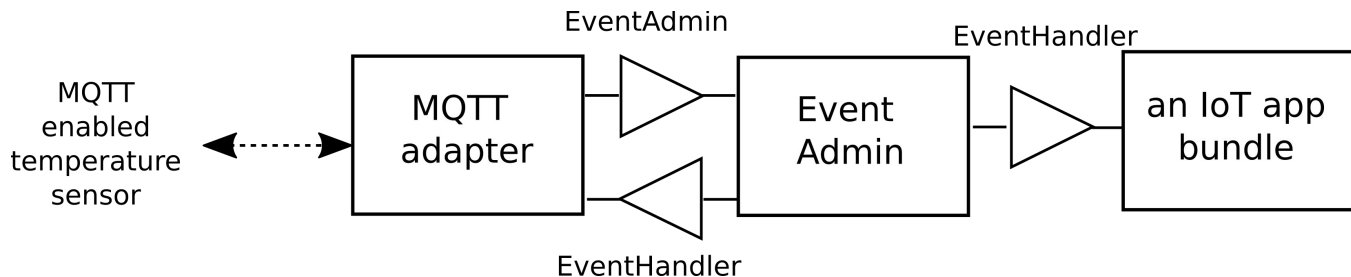 MQTT
enabled
temperature
sensor
MQTT
adapter
EventAdmin
EventHandler
Event
Admin
EventHandler
an IoT app
bundle